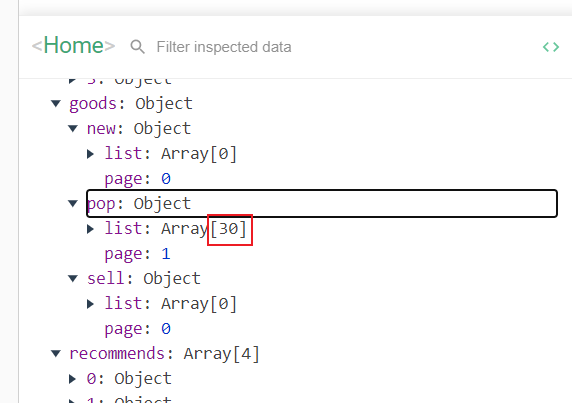 <Home> Filter inspected data <>
3: Object
goods: Object
new: Object
list: Array[0]
page: 0
pop: Object
list: Array[30]
page: 1
sell: Object
list: Array[0]
page: 0
recommends: Array[4]
0: Object
1: Object